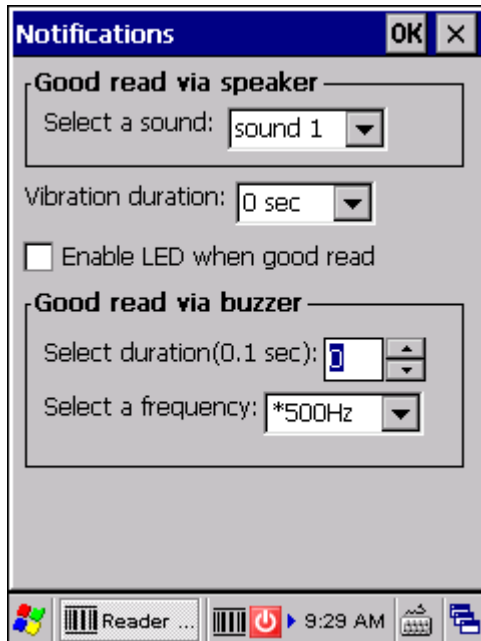 Notifications OK ×
Good read via speaker
Select a sound: sound 1
Vibration duration: 0 sec
Enable LED when good read
Good read via buzzer
Select duration(0.1 sec): 0
Select a frequency: *500Hz
Reader ... 9:29 AM